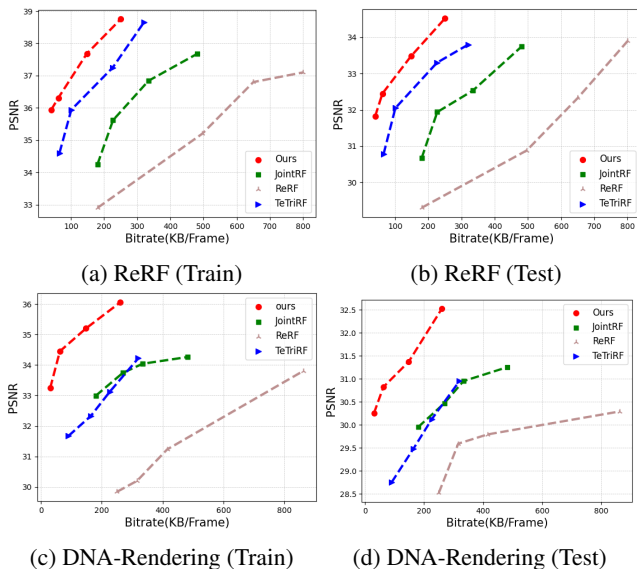 39
38
37
36
35
34
33
PSNR
100 200 300 400 500 600 700 800
Bitrate(KB/Frame)
Ours
JointRF
ReRF
TeTriRF
(a) ReRF (Train)
34
33
32
31
30
PSNR
100 200 300 400 500 600 700 800
Bitrate(KB/Frame)
Ours
JointRF
ReRF
TeTriRF
(b) ReRF (Test)
36
35
34
33
32
31
30
PSNR
0 200 400 600 800
Bitrate(KB/Frame)
ours
JointRF
ReRF
TeTriRF
(c) DNA-Rendering (Train)
32.5
32.0
31.5
31.0
30.5
30.0
29.5
29.0
28.5
PSNR
0 200 400 600 800
Bitrate(KB/Frame)
Ours
JointRF
ReRF
TeTriRF
(d) DNA-Rendering (Test)